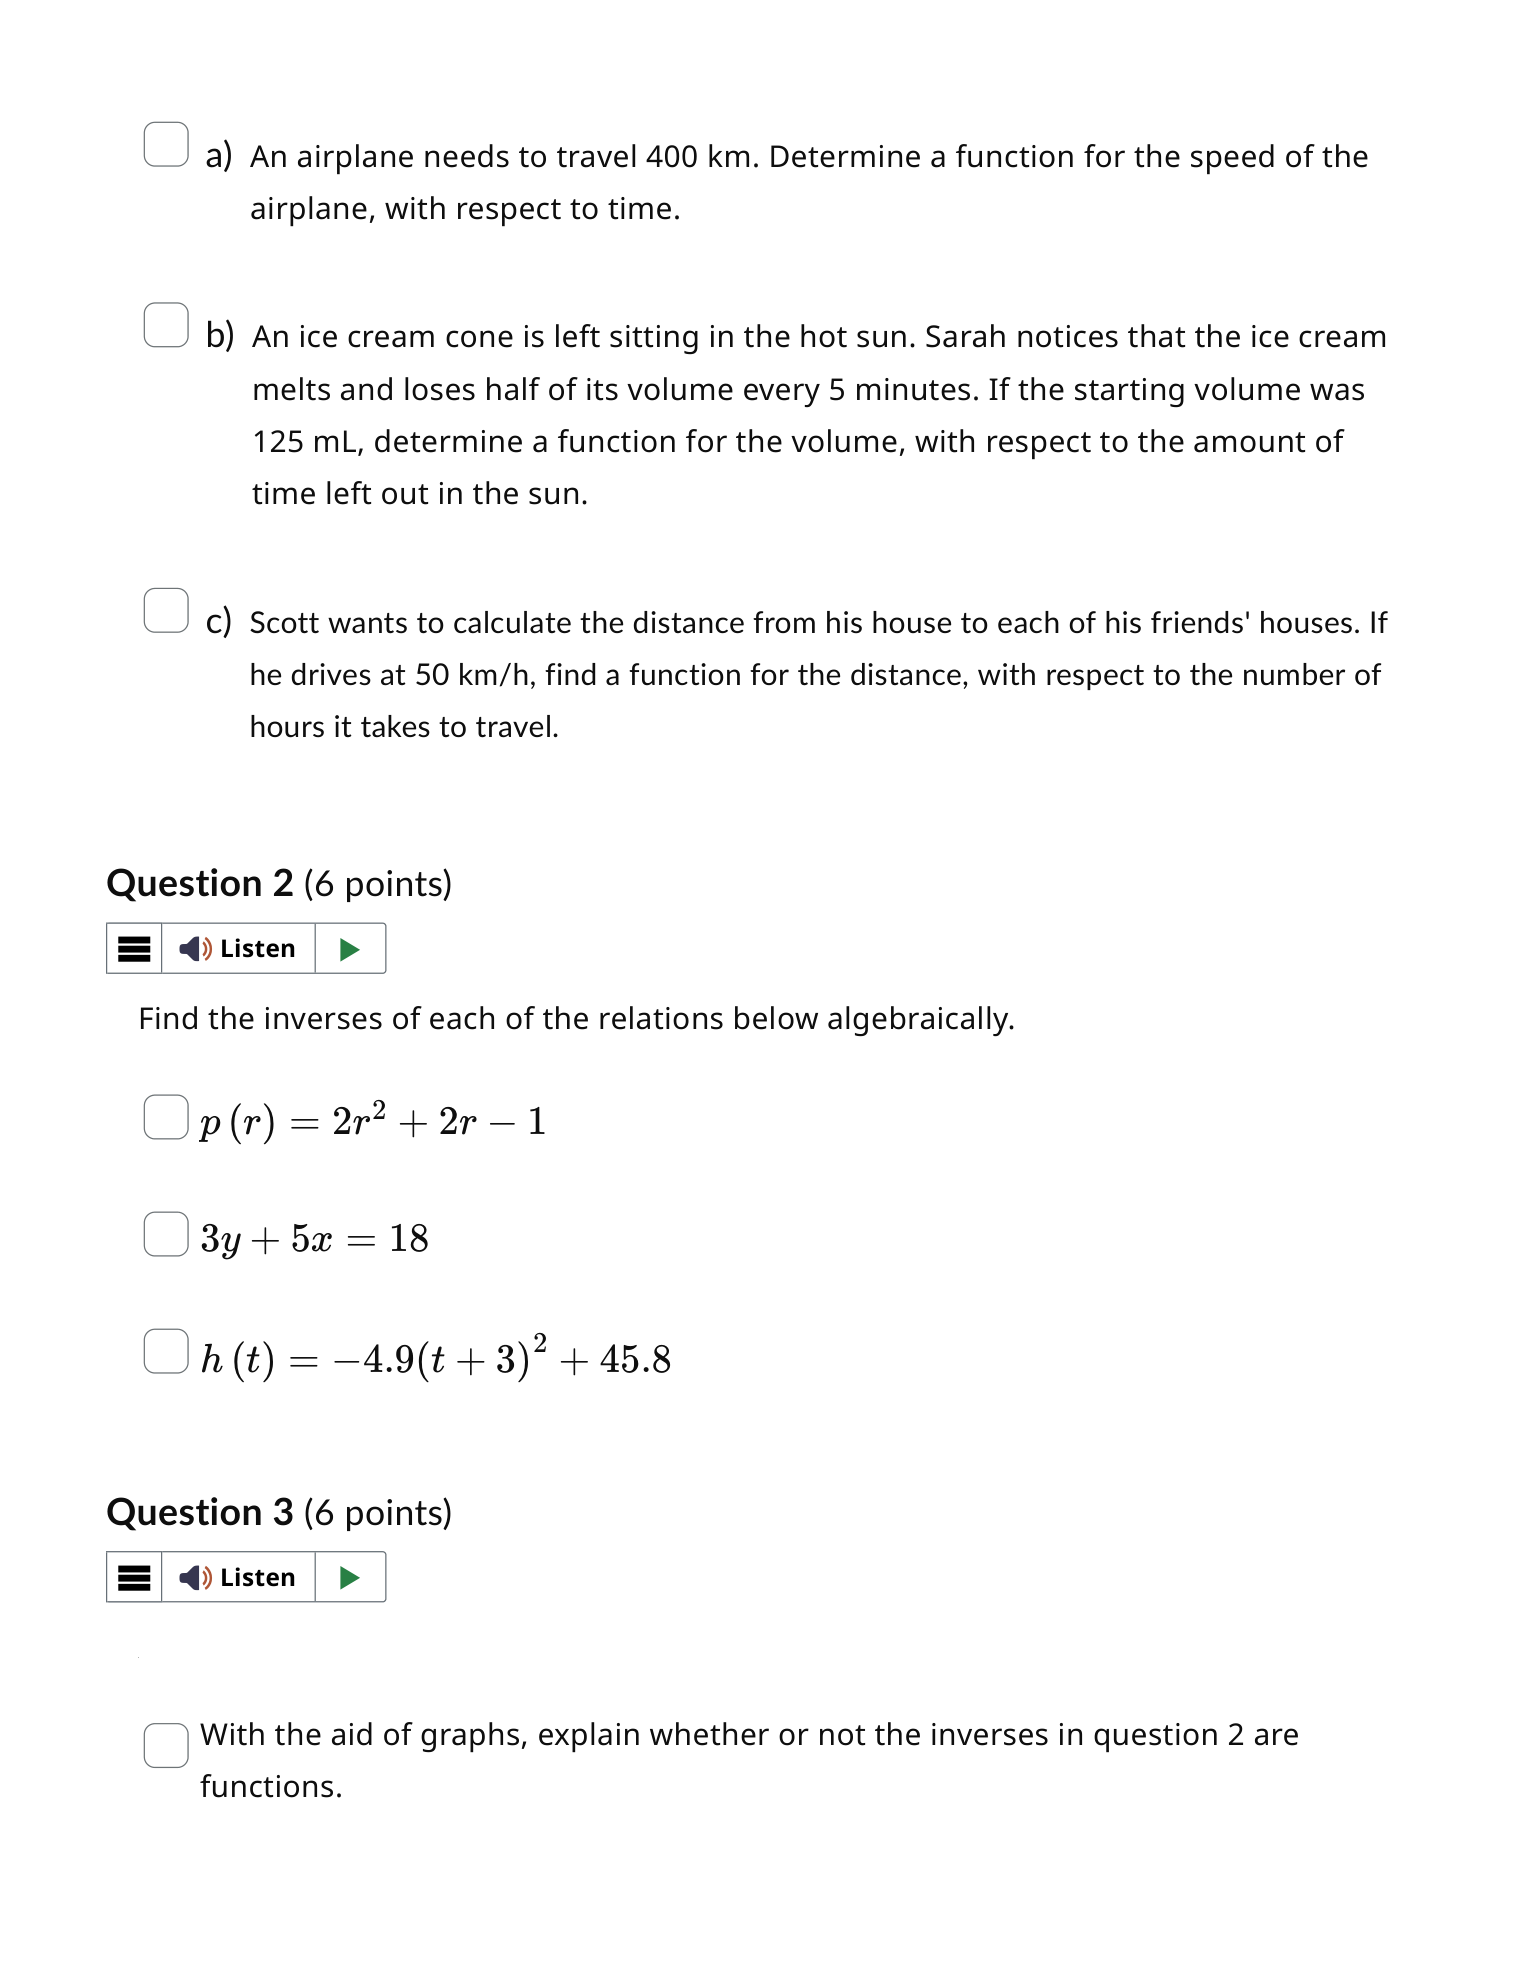 a) An airplane needs to travel 400 km. Determine a function for the speed of the
airplane, with respect to time.
b) An ice cream cone is left sitting in the hot sun. Sarah notices that the ice cream
melts and loses half of its volume every 5 minutes. If the starting volume was
125 mL, determine a function for the volume, with respect to the amount of
time left out in the sun.
c) Scott wants to calculate the distance from his house to each of his friends' houses. If
he drives at 50 km/h, find a function for the distance, with respect to the number of
hours it takes to travel.
Question 2 (6 points)
Listen
Find the inverses of each of the relations below algebraically.
p (r) = 2r² + 2r − 1
3y + 5x = 18
h (t) = −4.9(t + 3)² + 45.8
Question 3 (6 points)
Listen
With the aid of graphs, explain whether or not the inverses in question 2 are
functions.